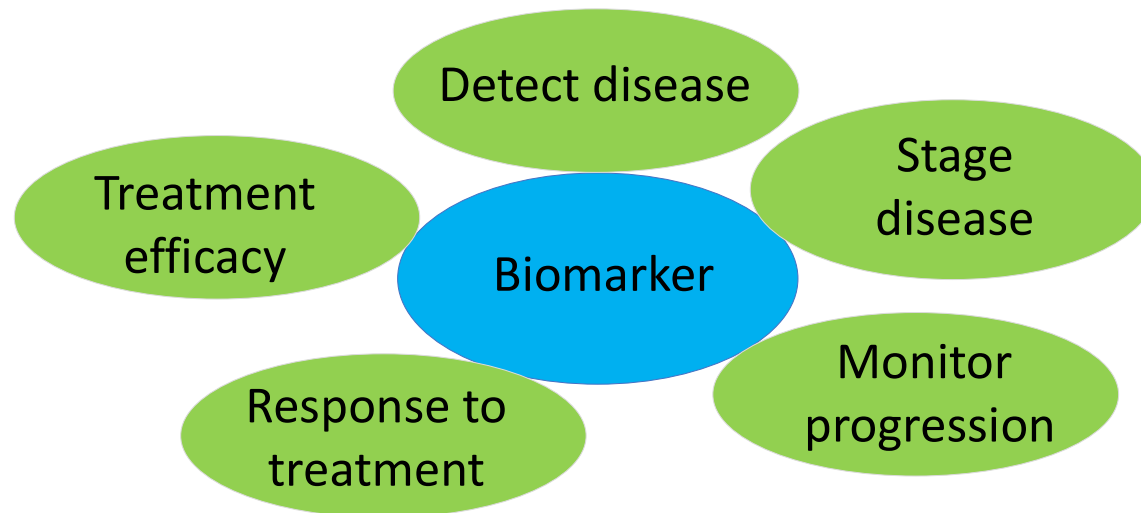 Detect disease
Stage
disease
Treatment
efficacy
Biomarker
Monitor
progression
Response to
treatment